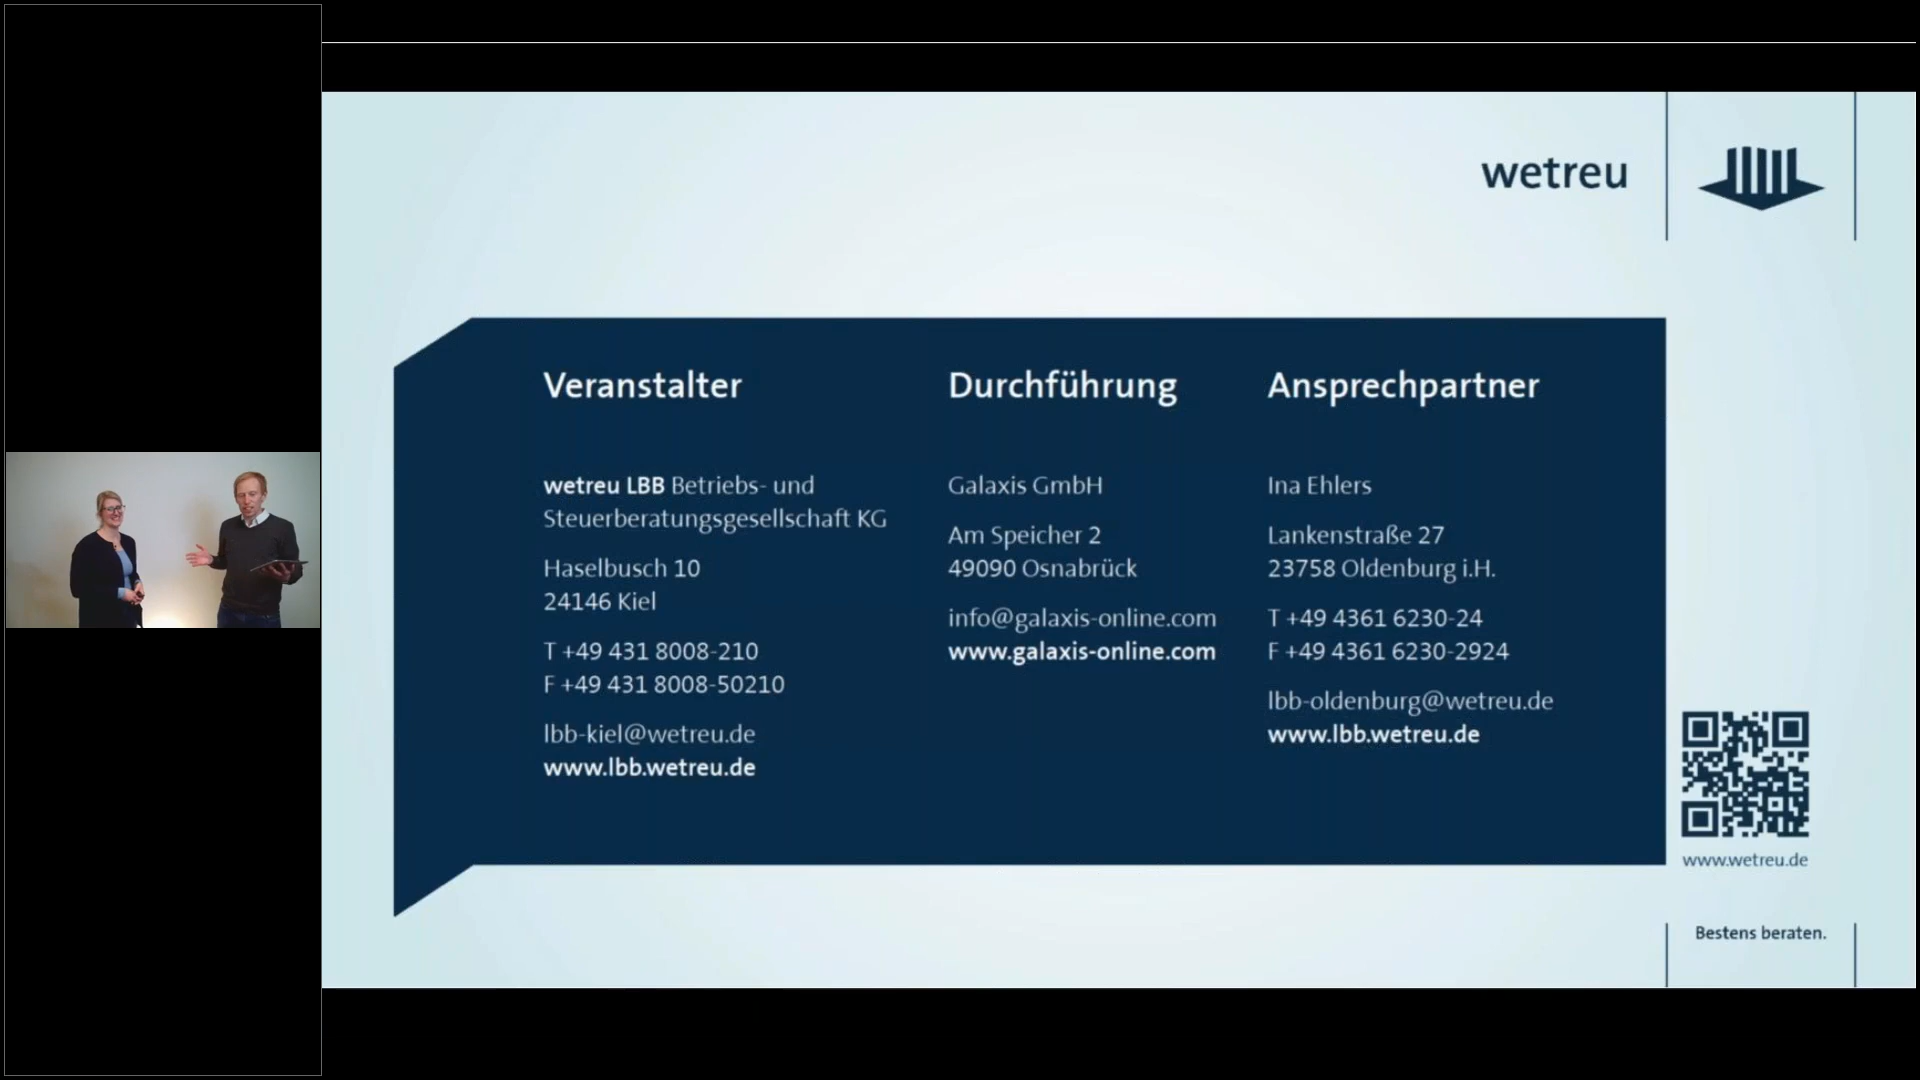 wetreu
Veranstalter
wetreu LBB Betriebs- und
Steuerberatungsgesellschaft KG
Haselbusch 10
24146 Kiel
T +49 431 8008-210
F +49 431 8008-50210
lbb-kiel@wetreu.de
www.lbb.wetreu.de
Durchführung
Galaxis GmbH
Am Speicher 2
49090 Osnabrück
info@galaxis-online.com
www.galaxis-online.com
Ansprechpartner
Ina Ehlers
Lankenstraße 27
23758 Oldenburg i.H.
T +49 4361 6230-24
F +49 4361 6230-2924
lbb-oldenburg@wetreu.de
www.lbb.wetreu.de
www.wetreu.de
Bestens beraten.